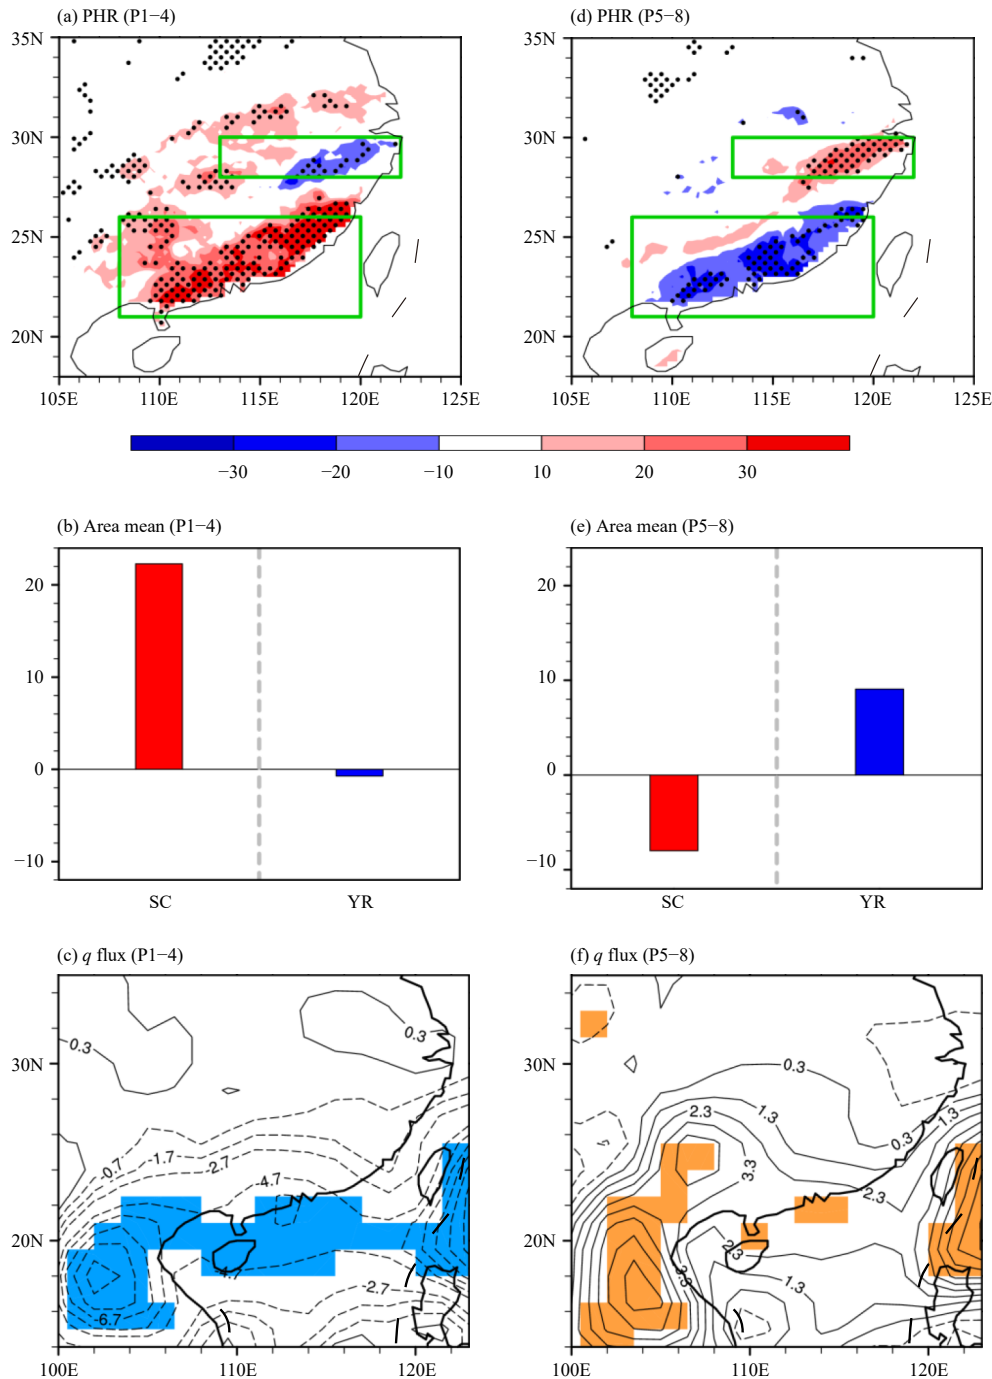 (a) PHR (P1−4)
(d) PHR (P5−8)
35N
35N
30N
30N
25N
25N
20N
20N
105E 110E 115E 120E 125E
105E 110E 115E 120E 125E
−30 −20 −10 10 20 30
(b) Area mean (P1−4)
(e) Area mean (P5−8)
20
20
10
10
0
0
−10
−10
SC YR
SC YR
(c) q flux (P1−4)
(f) q flux (P5−8)
0.3
0.3
30N
-0.7
-1.7
-2.7
-4.7
20N
-4.7
-2.7
-6.7
100E 110E 120E
30N
0.3
2.3
1.3
1.3
0.3
3.3
2.3
20N
2.3
3.3
1.3
100E 110E 120E